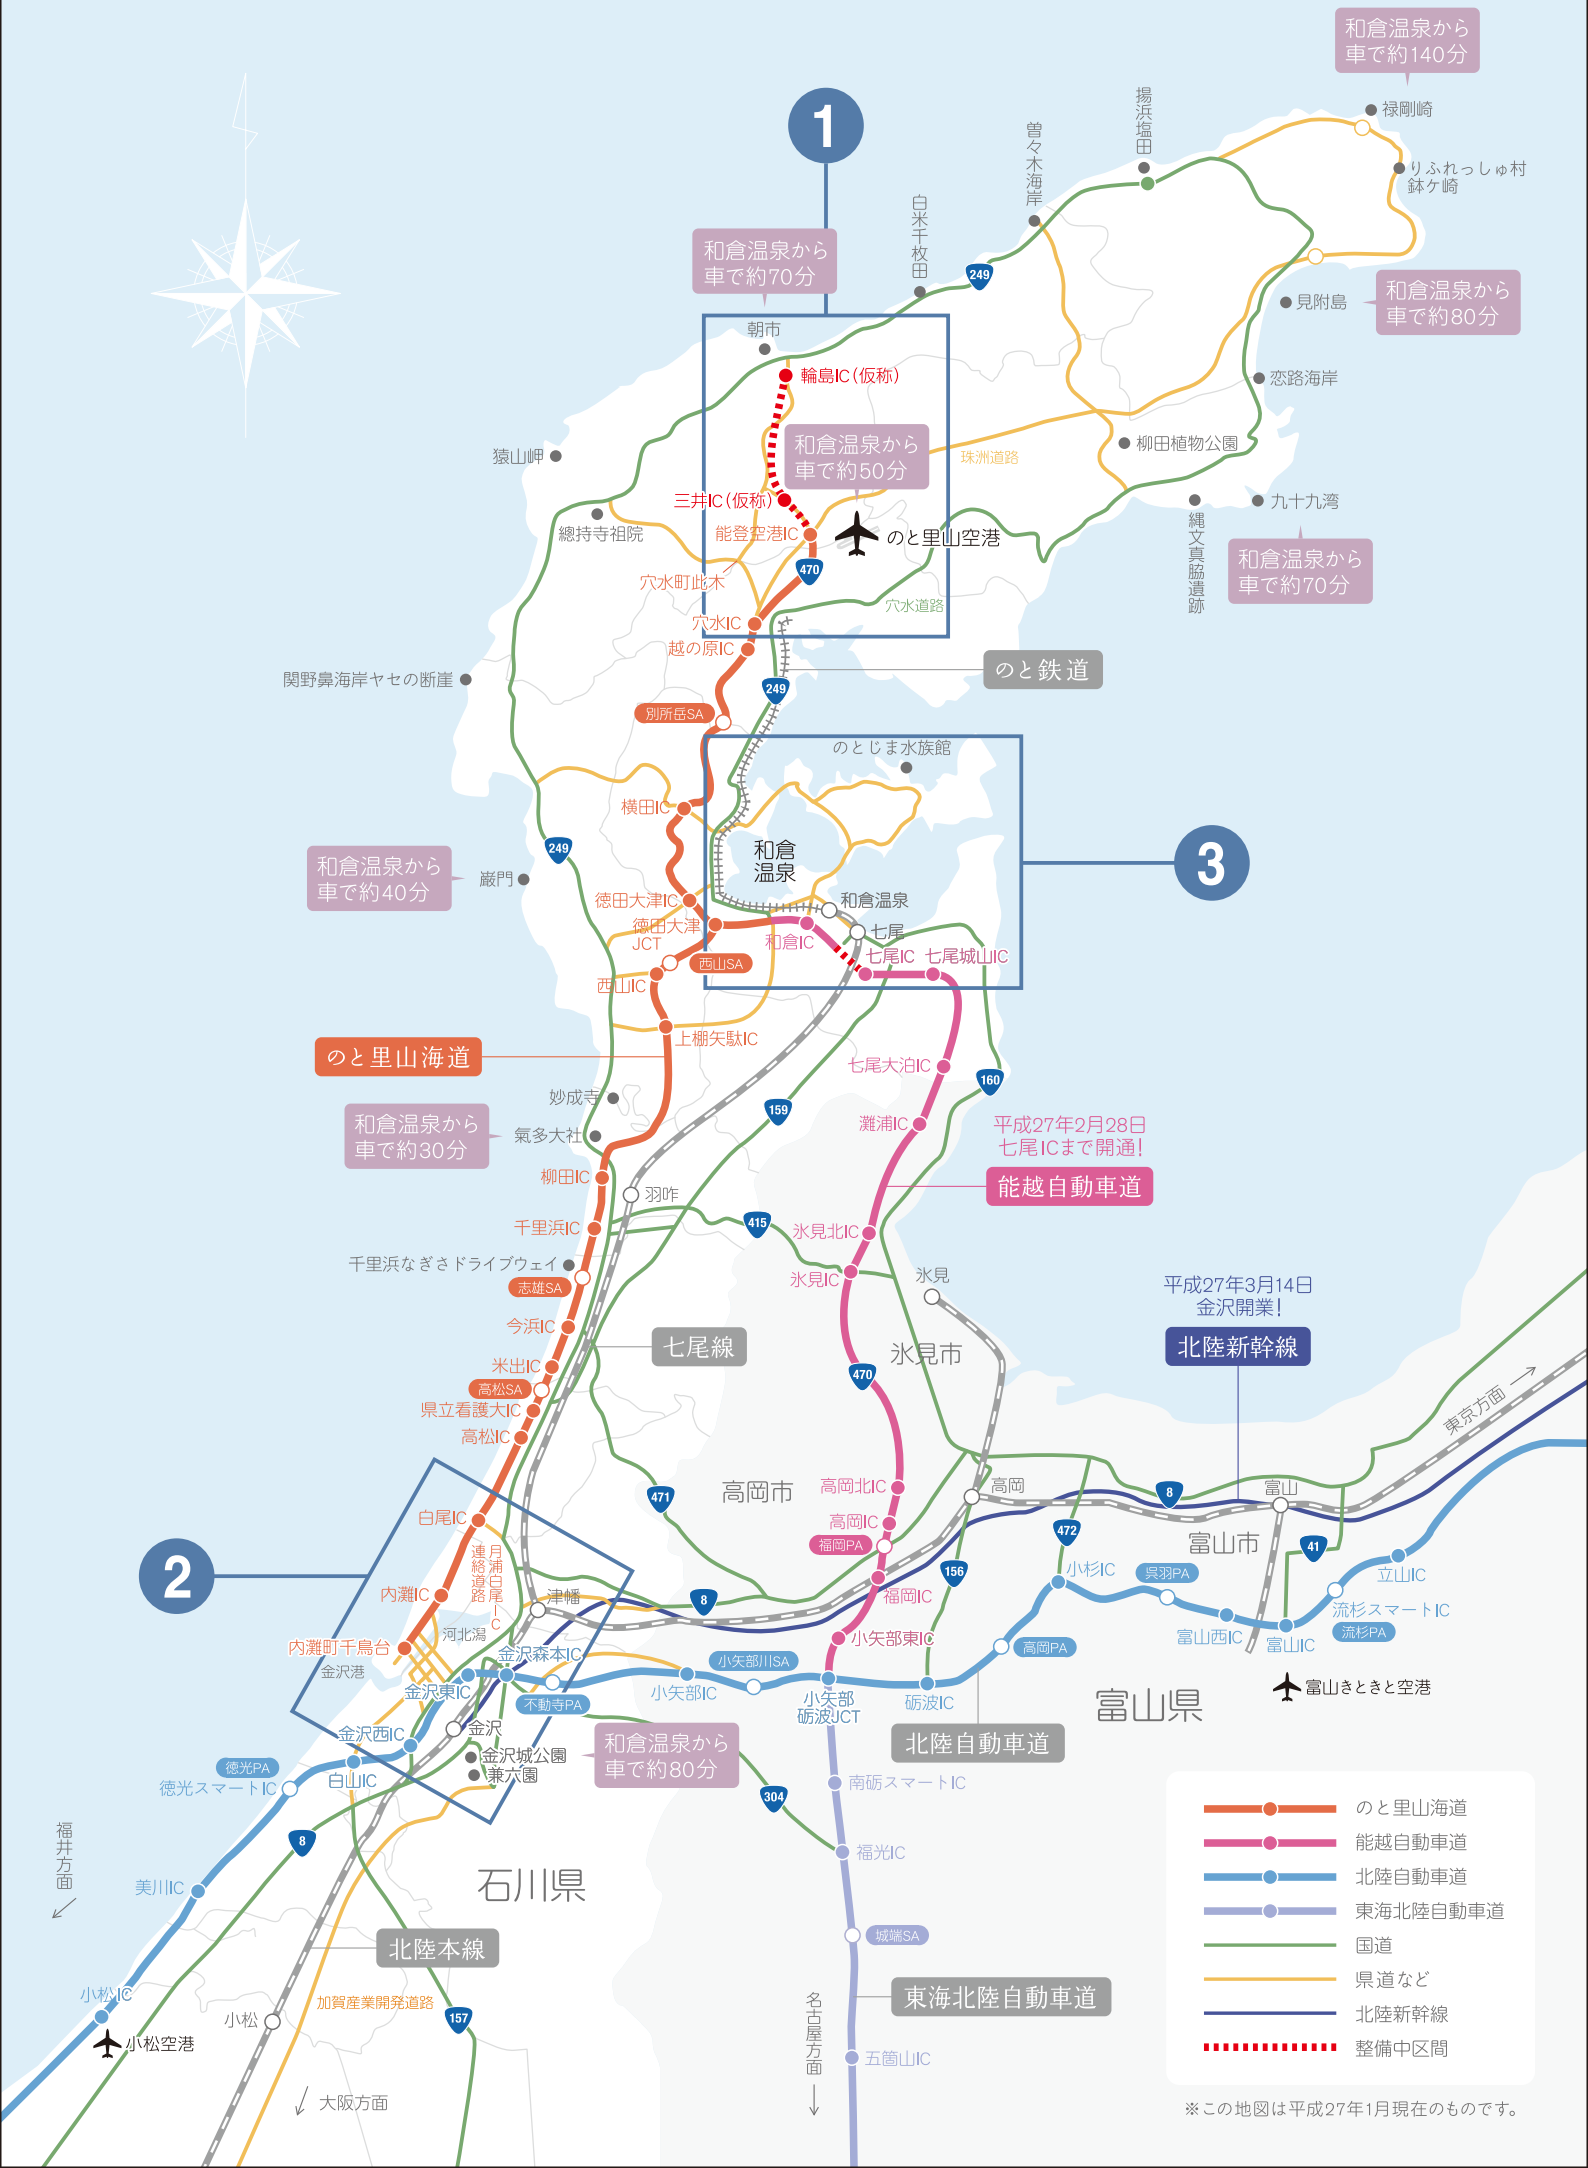 和倉温泉から
車で約140分
禄剛崎
揚浜塩田
りふれっしゅ村
鉢ケ崎
曽々木海岸
1
白米千枚田
和倉温泉から
車で約70分
249
和倉温泉から
車で約80分
見附島
朝市
輪島IC(仮称)
恋路海岸
和倉温泉から
車で約50分
柳田植物公園
珠洲道路
猿山岬
三井IC(仮称)
九十九湾
縄文真脇遺跡
總持寺祖院
能登空港IC
のと里山空港
和倉温泉から
車で約70分
470
穴水町此木
穴水道路
穴水IC
越の原IC
のと鉄道
関野鼻海岸ヤセの断崖
249
別所岳SA
のとじま水族館
横田IC
249
和倉
温泉
3
和倉温泉から
車で約40分
巌門
徳田大津IC
和倉温泉
徳田大津
JCT
七尾
和倉IC
七尾IC
七尾城山IC
西山SA
西山IC
上棚矢駄IC
のと里山海道
七尾大泊IC
160
妙成寺
159
和倉温泉から
車で約30分
氣多大社
灘浦IC
平成27年2月28日
七尾ICまで開通!
柳田IC
羽咋
能越自動車道
千里浜IC
415
氷見北IC
千里浜なぎさドライブウェイ
志雄SA
氷見IC
氷見
平成27年3月14日
金沢開業!
今浜IC
七尾線
氷見市
北陸新幹線
米出IC
470
高松SA
県立看護大IC
東京方面
高松IC
高岡市
高岡北IC
高岡
富山
471
8
白尾IC
高岡IC
472
富山市
41
福岡PA
月浦白尾IC
連絡道路
2
156
小杉IC
呉羽PA
立山IC
内灘IC
津幡
8
福岡IC
流杉スマートIC
流杉PA
河北潟
富山西IC
富山IC
内灘町千鳥台
小矢部東IC
高岡PA
金沢港
金沢森本IC
小矢部川SA
金沢東IC
小矢部IC
不動寺PA
小矢部
砺波JCT
砺波IC
富山県
富山きときと空港
金沢西IC
金沢
北陸自動車道
金沢城公園
兼六園
和倉温泉から
車で約80分
徳光PA
徳光スマートIC
白山IC
南砺スマートIC
304
8
福井方面
福光IC
石川県
美川IC
城端SA
北陸本線
小松IC
加賀産業開発道路
東海北陸自動車道
小松
157
名古屋方面
小松空港
五箇山IC
大阪方面
のと里山海道
能越自動車道
北陸自動車道
東海北陸自動車道
国道
県道など
北陸新幹線
整備中区間
※この地図は平成27年1月現在のものです。